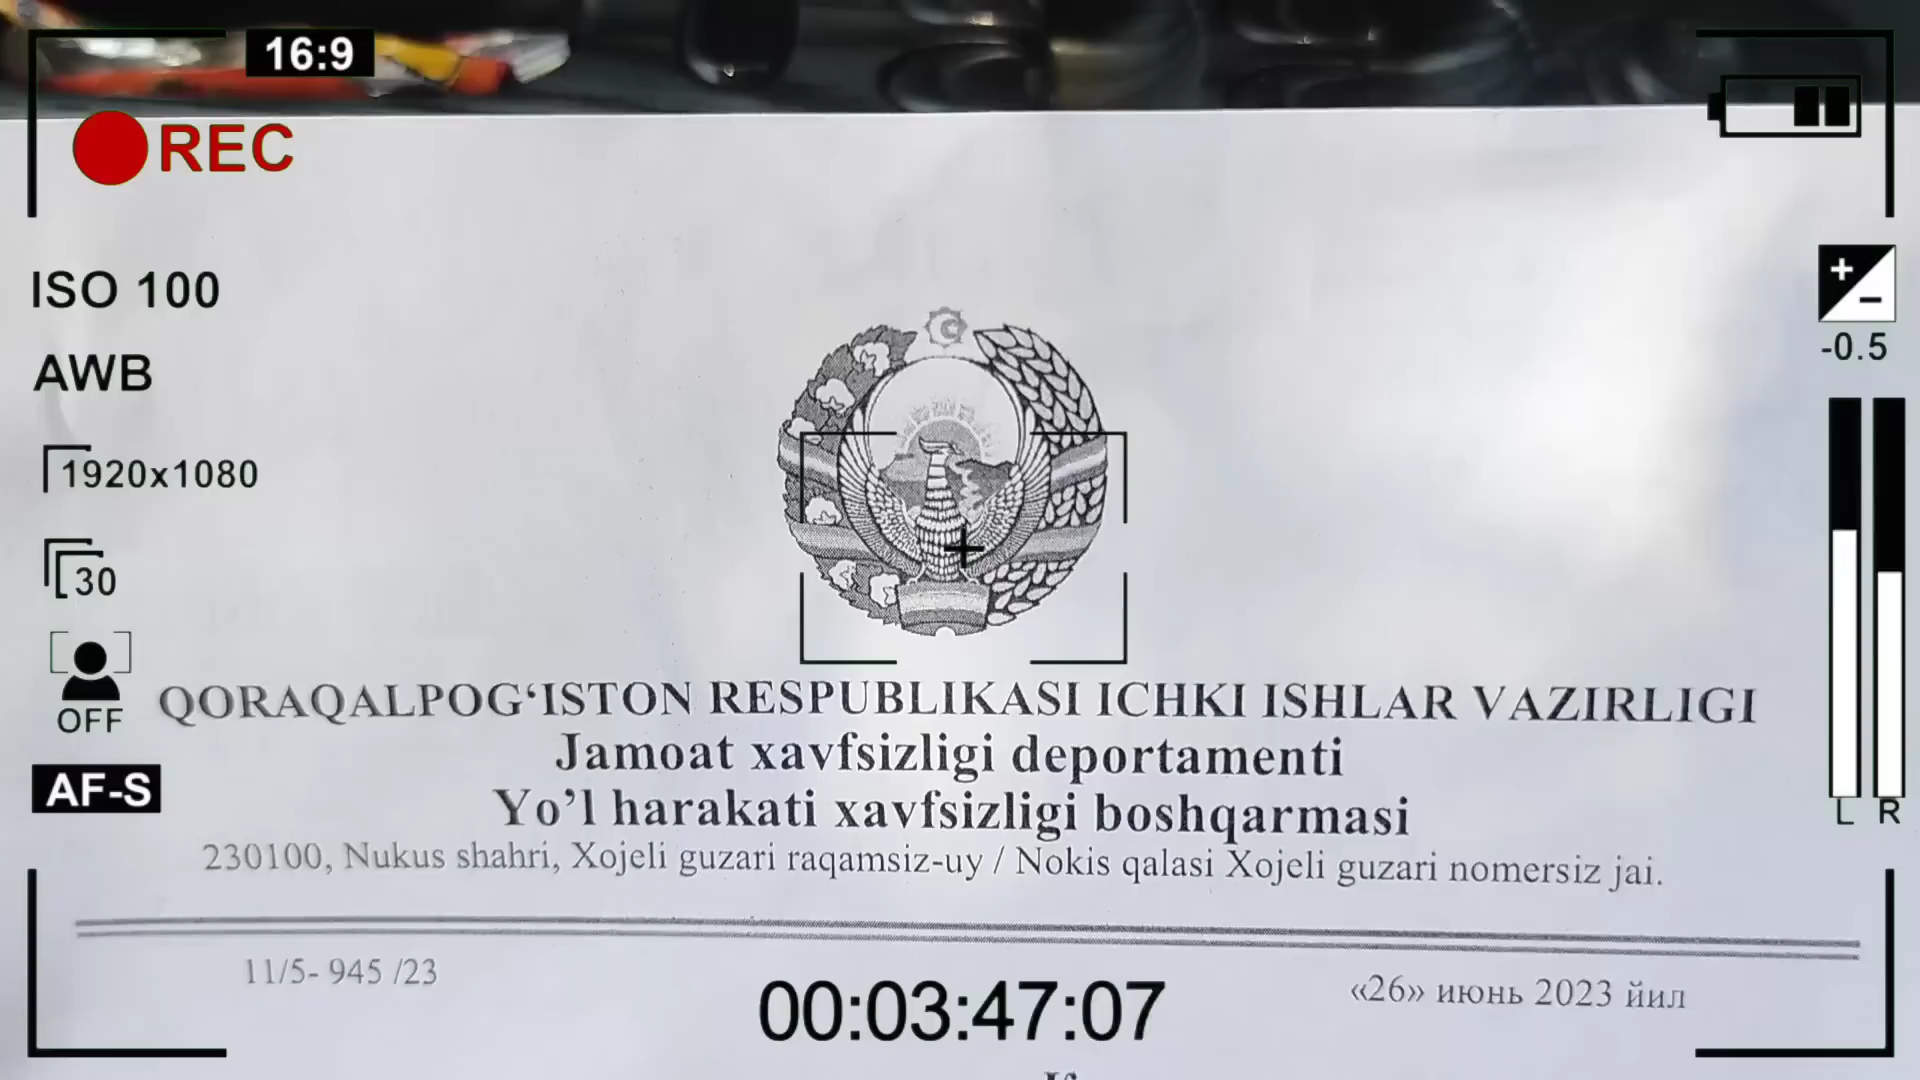 16:9
REC
ISO 100
AWB
1920x1080
30
OFF
AF-S
-0.5
L R
QORAQALPOG‘ISTON RESPUBLIKASI ICHKI ISHLAR VAZIRLIGI
Jamoat xavfsizligi deportamenti
Yo’l harakati xavfsizligi boshqarmasi
230100, Nukus shahri, Xojeli guzari raqamsiz-uy / Nokis qalasi Xojeli guzari nomersiz jai.
11/5- 945 /23
«26» июнь 2023 йил
00:03:47:07